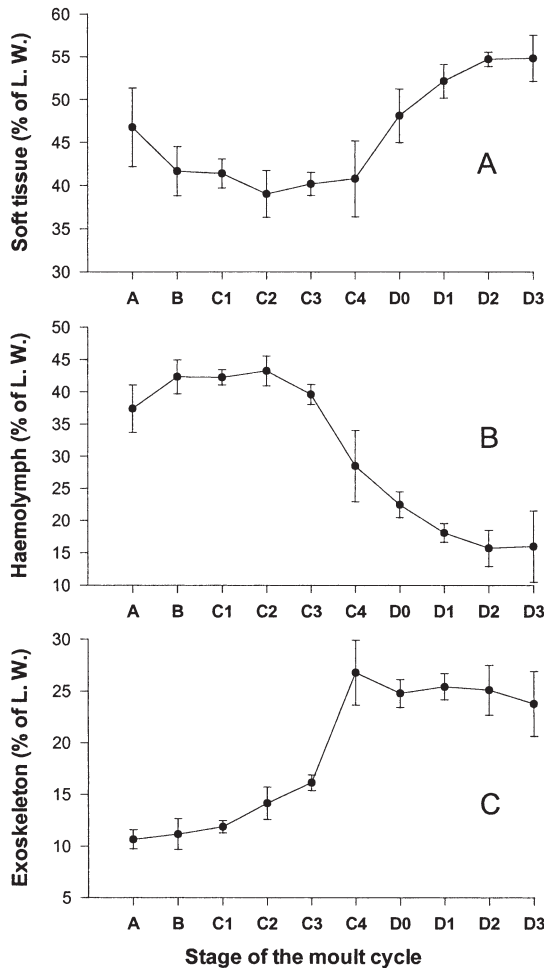 Soft tissue (% of L. W.)
60
55
50
45
40
35
30
A
A B C1 C2 C3 C4 D0 D1 D2 D3
Haemolymph (% of L. W.)
50
45
40
35
30
25
20
15
10
B
A B C1 C2 C3 C4 D0 D1 D2 D3
Exoskeleton (% of L. W.)
30
25
20
15
10
5
C
A B C1 C2 C3 C4 D0 D1 D2 D3
Stage of the moult cycle